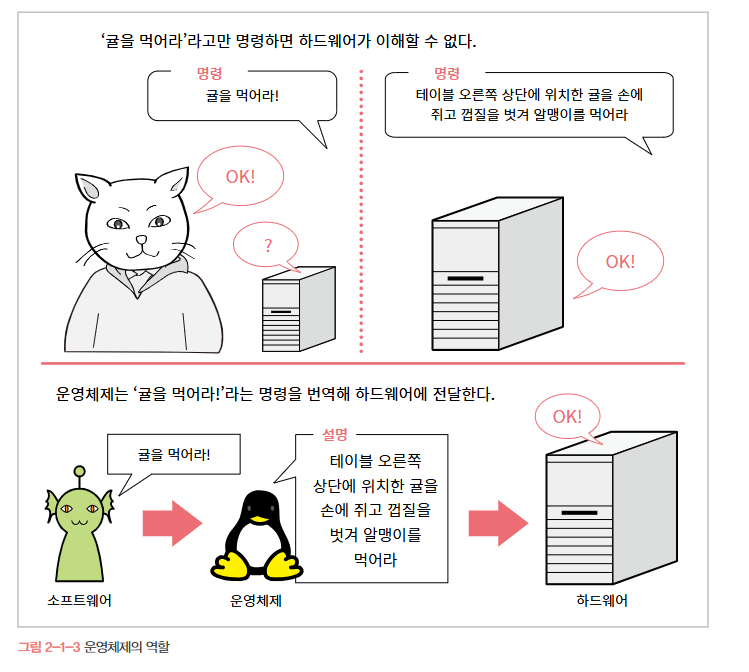 ‘귤을 먹어라’라고만 명령하면 하드웨어가 이해할 수 없다.
명령
귤을 먹어라!
OK!
?
명령
테이블 오른쪽 상단에 위치한 귤을 손에
쥐고 껍질을 벗겨 알맹이를 먹어라
OK!
운영체제는 ‘귤을 먹어라!’라는 명령을 번역해 하드웨어에 전달한다.
귤을 먹어라!
설명
테이블 오른쪽
상단에 위치한 귤을
손에 쥐고 껍질을
벗겨 알맹이를
먹어라
OK!
소프트웨어
운영체제
하드웨어
그림 2-1-3 운영체제의 역할